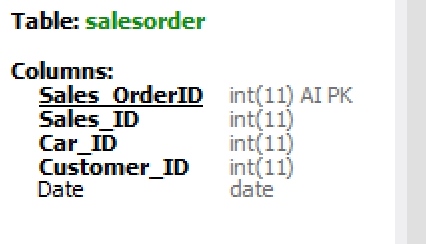 Table: salesorder
Columns:
Sales_OrderID int(11) AI PK
Sales_ID int(11)
Car_ID int(11)
Customer_ID int(11)
Date date